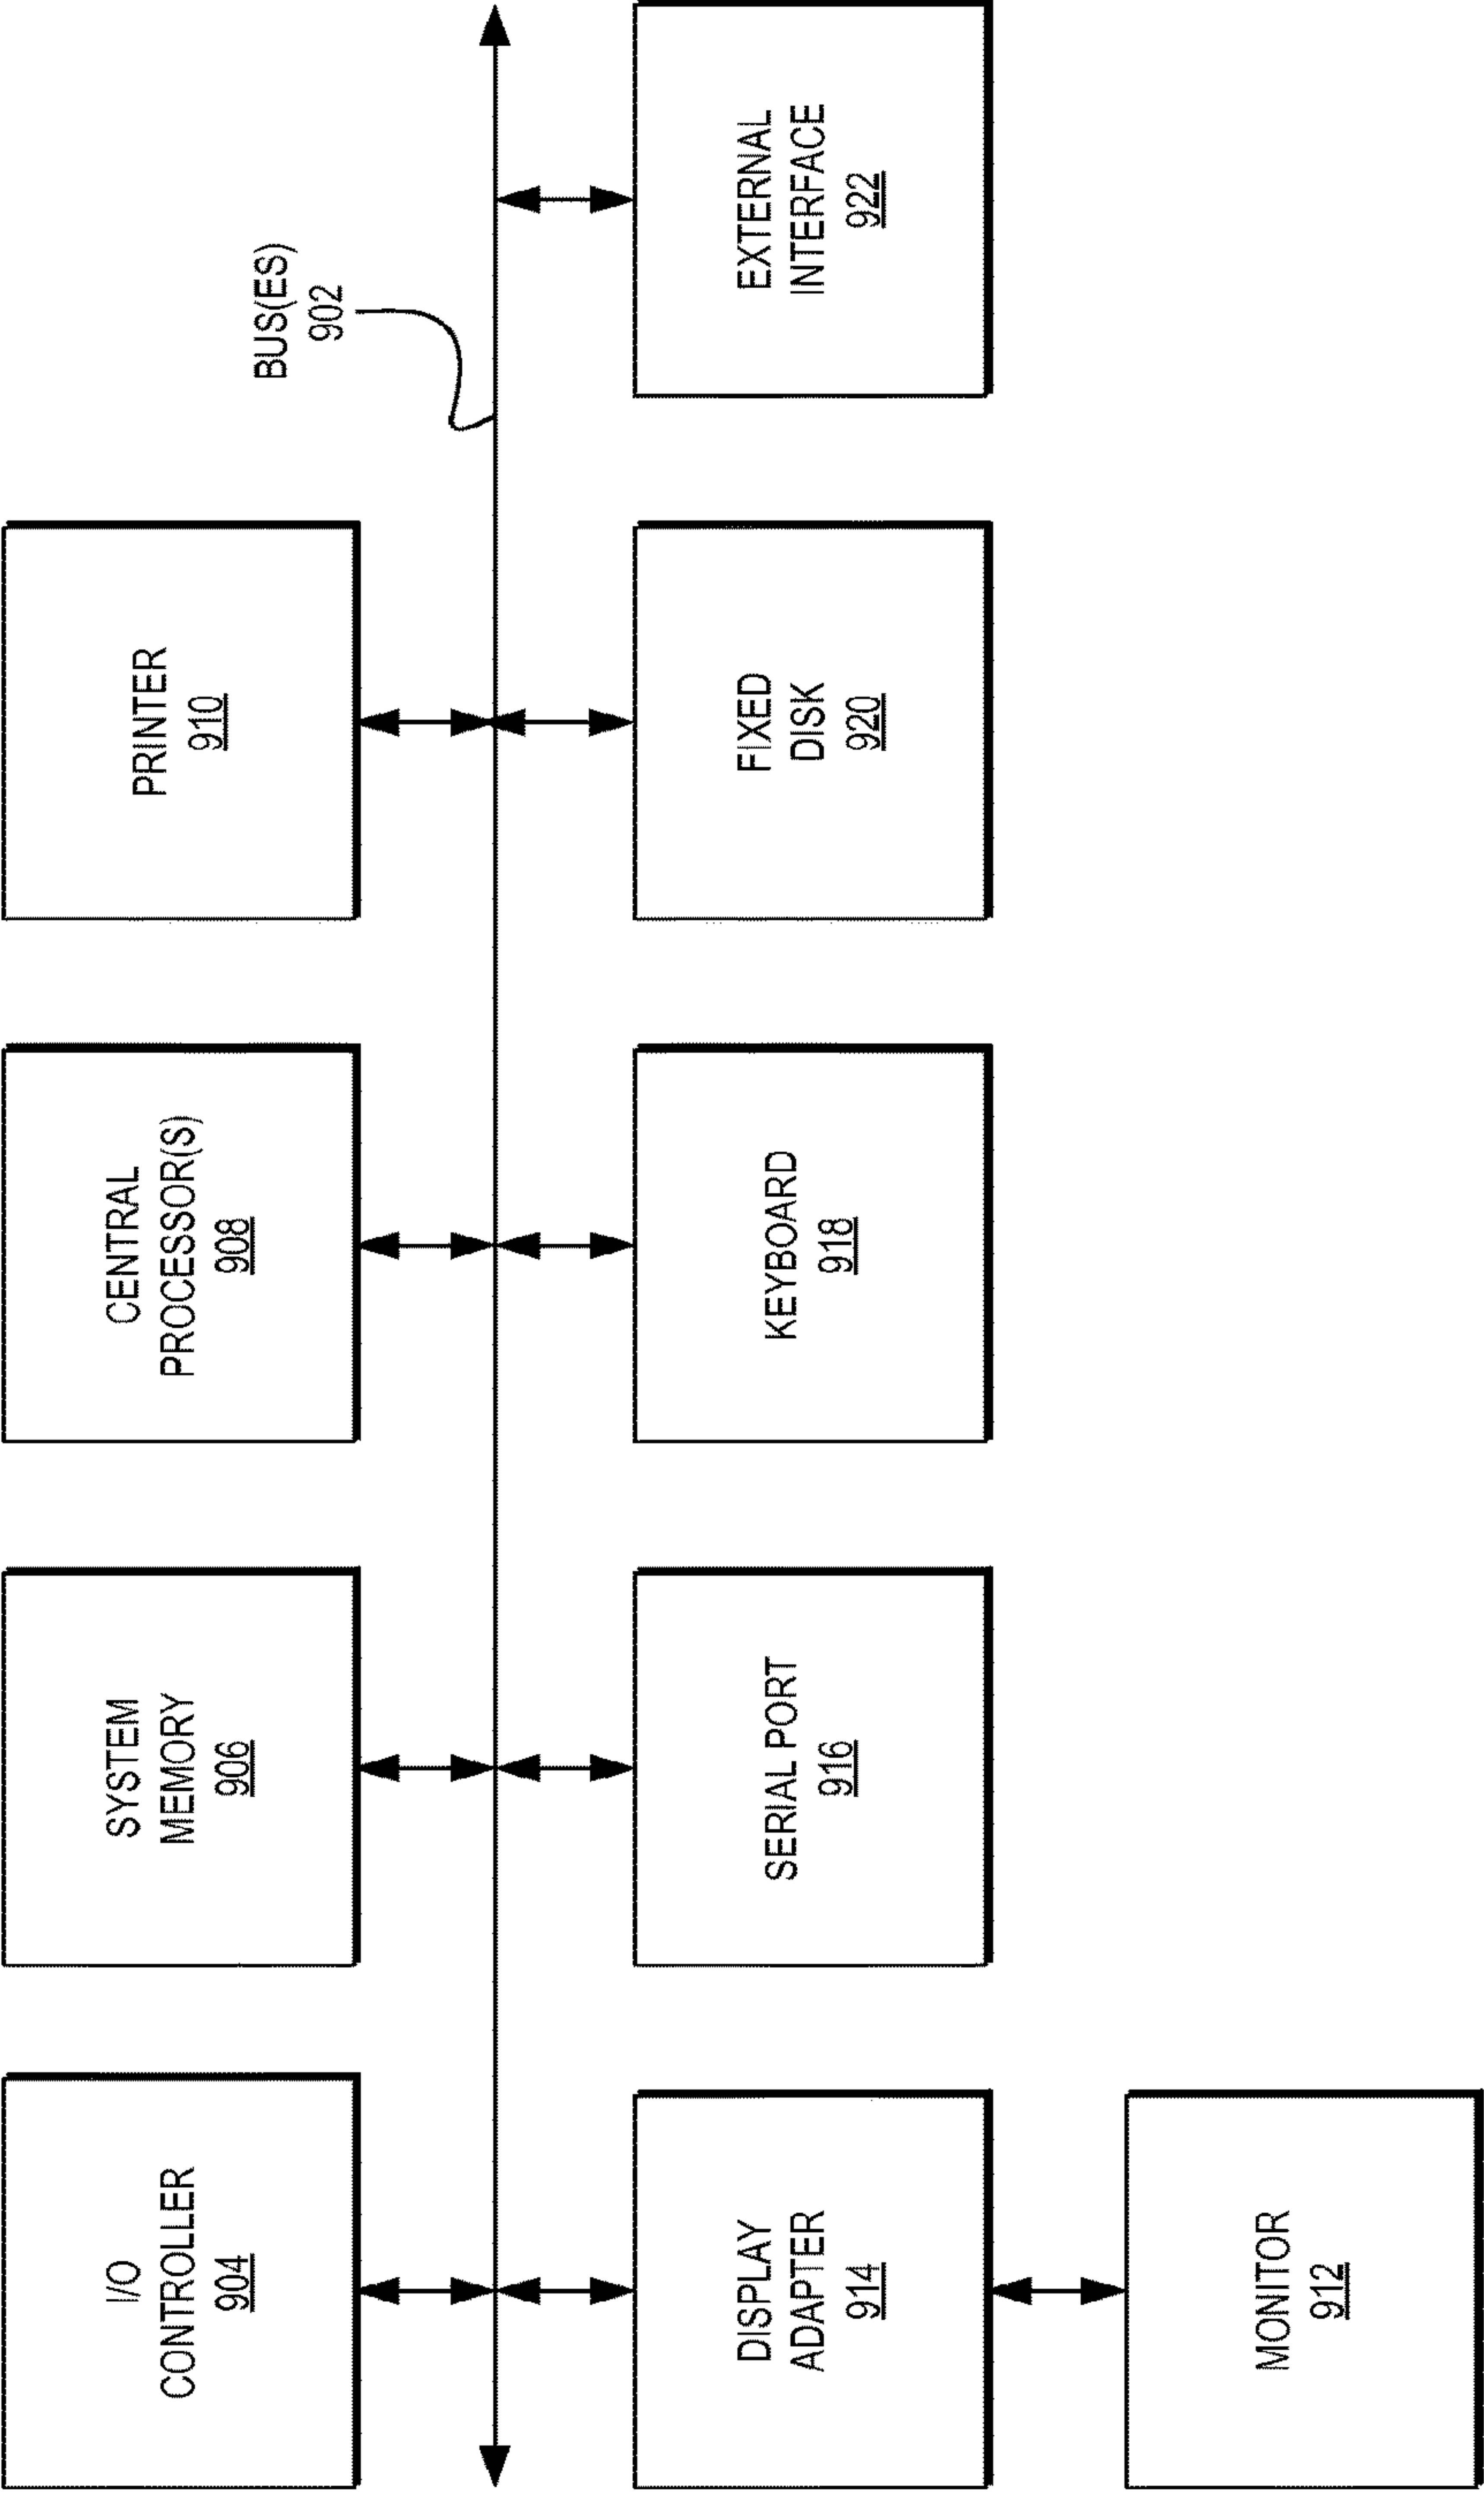 I/O
CONTROLLER
904
SYSTEM
MEMORY
906
CENTRAL
PROCESSOR(S)
908
PRINTER
910
BUS(ES)
902
DISPLAY
ADAPTER
914
SERIAL PORT
916
KEYBOARD
918
FIXED
DISK
920
EXTERNAL
INTERFACE
922
MONITOR
912